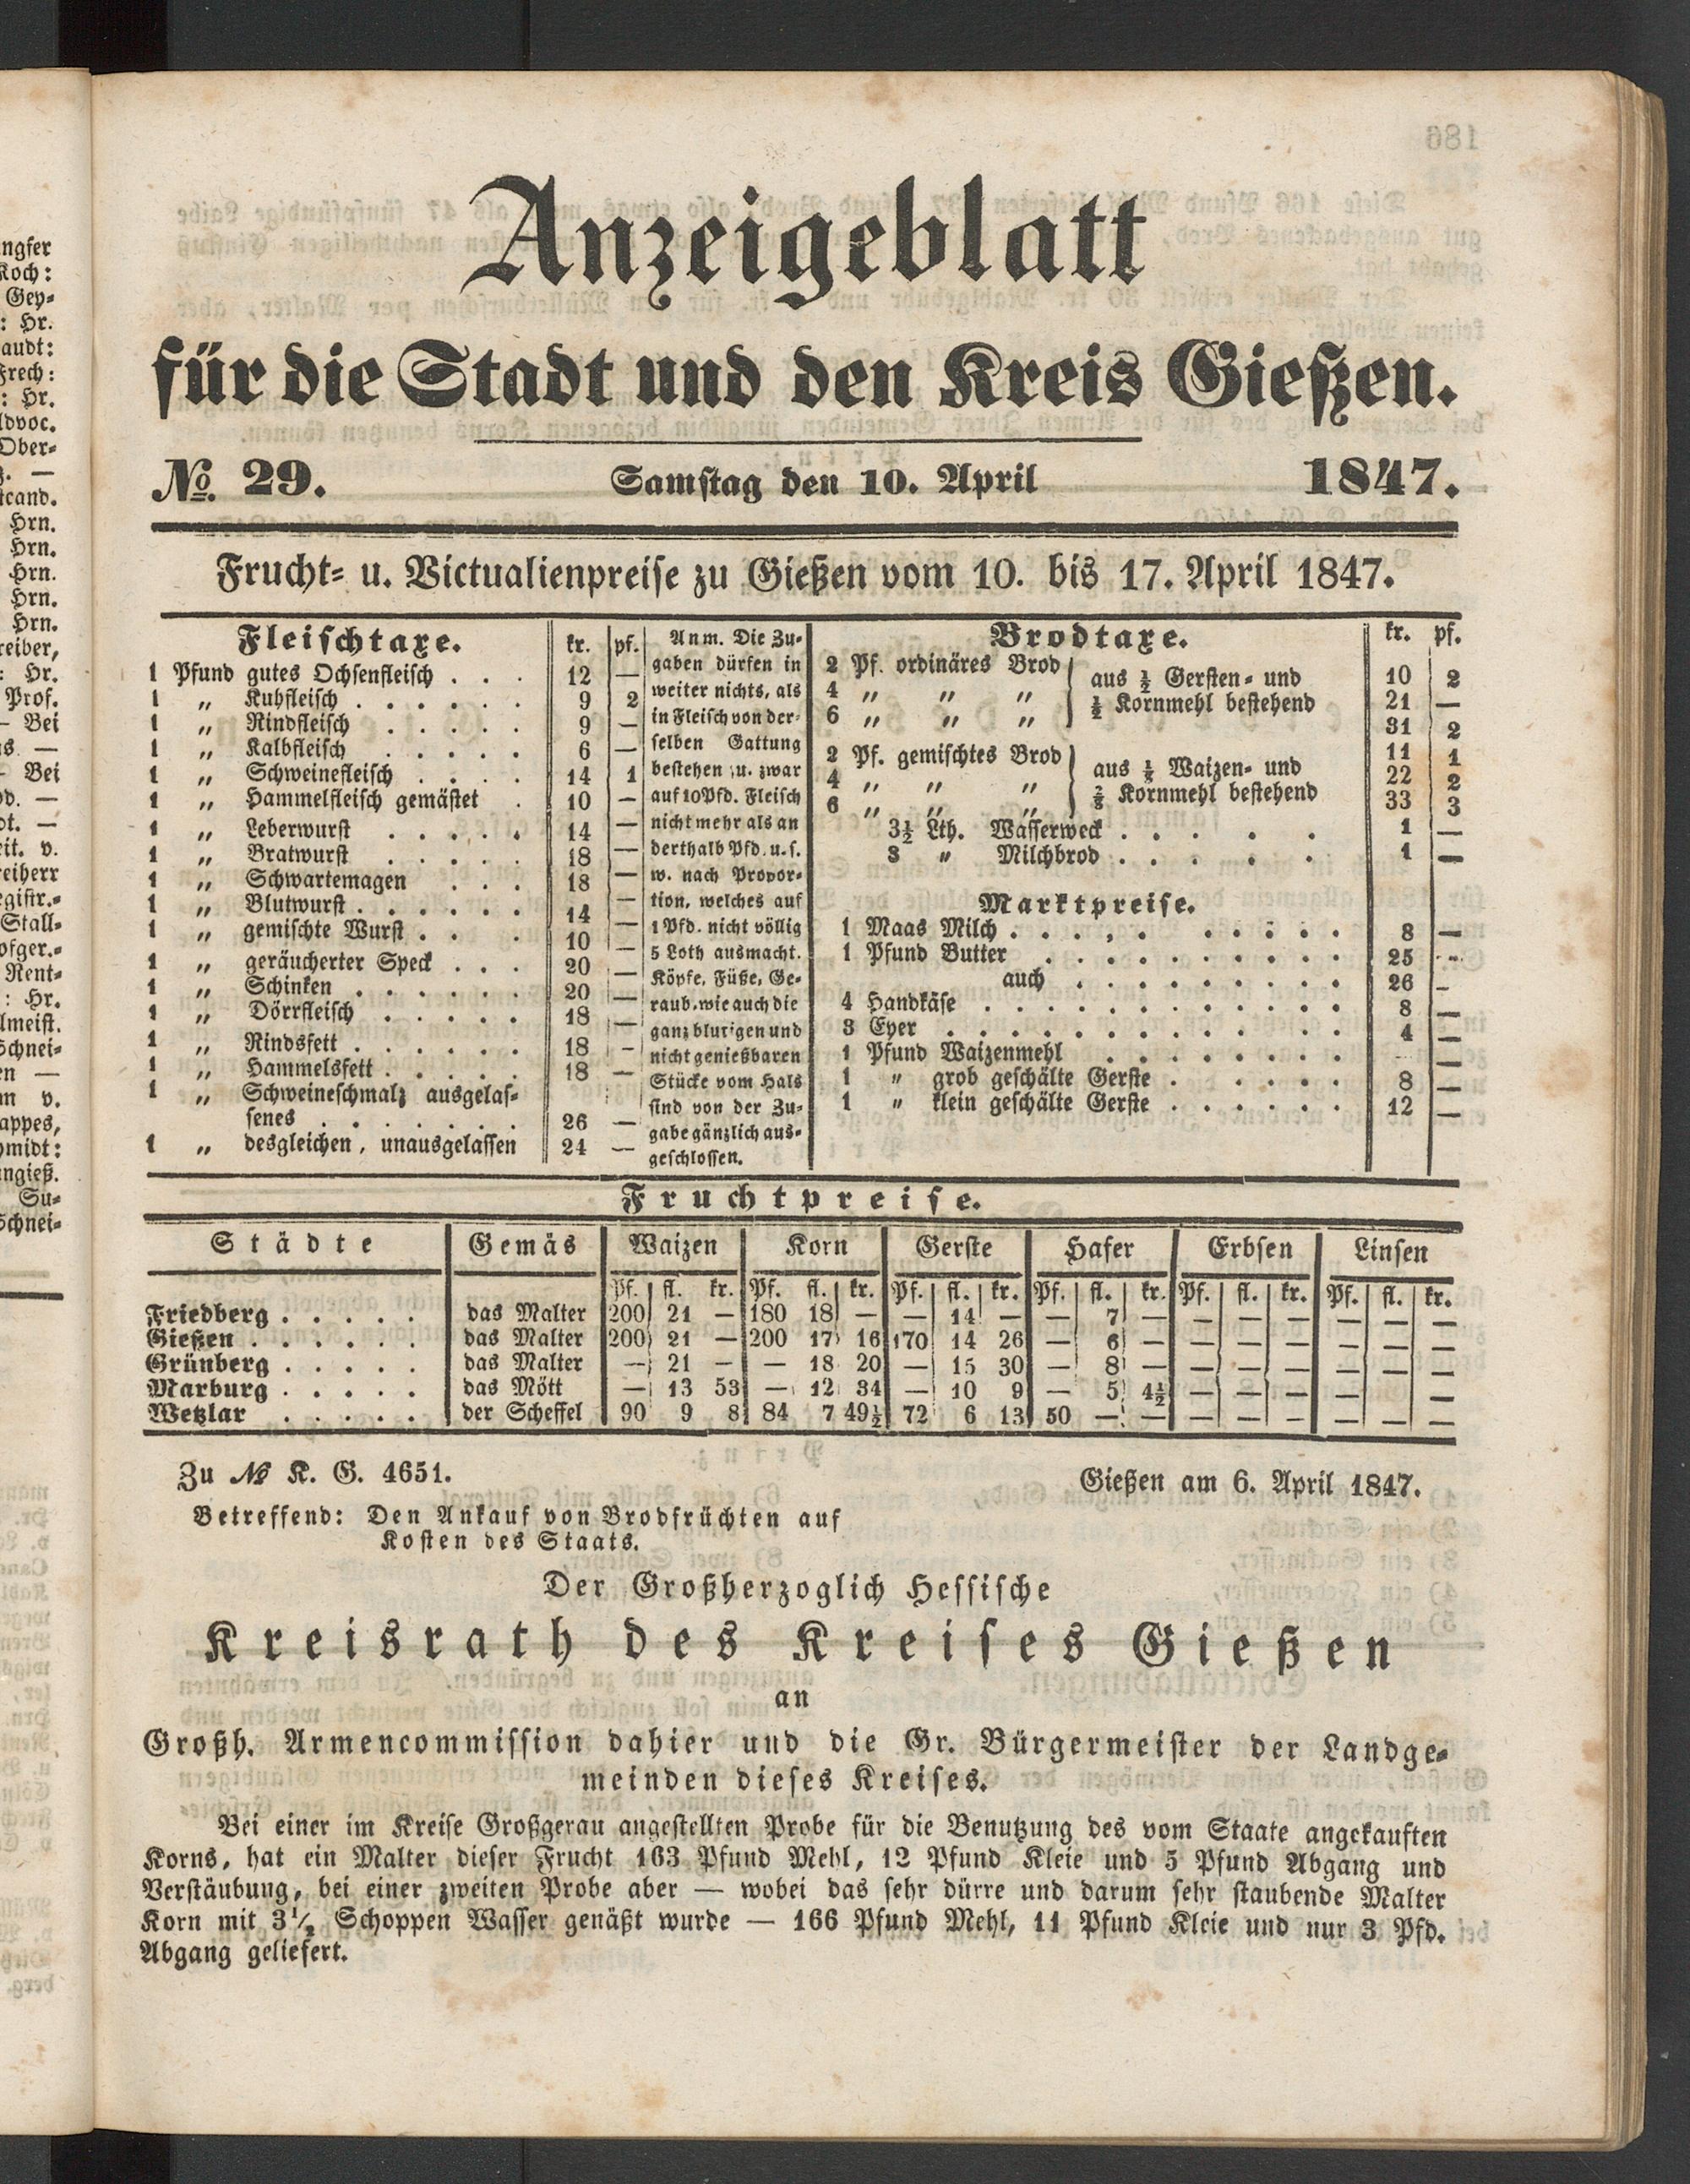 Anzeigeblatt
für die Stadt und den Kreis Gießen.
№ 29. Samstag den 10. April 1847.
Frucht- u. Victualienpreise zu Gießen vom 10. bis 17. April 1847.
Fleischtaxe. kr. pf.
1 Pfund gutes Ochsenfleisch . . . 12 —
1 „ Kuhfleisch . . . . . . 9 2
1 „ Rindfleisch . . . . . 9 —
1 „ Kalbfleisch . . . . . 6 —
1 „ Schweinefleisch . . . . 14 1
1 „ Hammelfleisch gemästet . 10 —
1 „ Leberwurst . . . . . 14 —
1 „ Bratwurst . . . . . 18 —
1 „ Schwartemagen . . . . 18 —
1 „ Blutwurst . . . . . . 14 —
1 „ gemischte Wurst . . . 10 —
1 „ geräucherter Speck . . . 20 —
1 „ Schinken . . . . . . 20 —
1 „ Dörrfleisch . . . . . 18 —
1 „ Rindsfett . . . . . . 18 —
1 „ Hammelsfett . . . . . 18 —
1 „ Schweineschmalz ausgelas-
senes . . . . . . . 26 —
1 „ desgleichen, unausgelassen 24 —
Anm. Die Zu-
gaben dürfen in
weiter nichts, als
in Fleisch von der-
selben Gattung
bestehen u. zwar
auf 10 Pfd. Fleisch
nicht mehr als an
derthalb Pfd. u. s.
w. nach Propor-
tion, welches auf
1 Pfd. nicht völlig
5 Loth ausmacht.
Köpfe, Füße, Ge-
raub, wie auch die
ganz blutigen und
nicht genießbaren
Stücke vom Hals
sind von der Zu-
gabe gänzlich aus-
geschlossen.
Brodtaxe. kr. pf.
2 Pf. ordinäres Brod aus ½ Gersten- und 10 2
4 „ „ „ ½ Kornmehl bestehend 21 —
6 „ „ „ 31 2
2 Pf. gemischtes Brod aus ⅓ Waizen- und 11 1
4 „ „ „ ⅔ Kornmehl bestehend 22 2
6 „ „ „ 33 3
3½ Lth. Wasserweck . . . . . 1 —
3 „ Milchbrod . . . . . 1 —
Marktpreise.
1 Maas Milch . . . . . . . . . . 8 —
1 Pfund Butter . . . . . . . . . . 25 —
auch . . . . . . . . . 26 —
4 Handkäse . . . . . . . . . . . 8 —
3 Eyer . . . . . . . . . . . . 4 —
1 Pfund Waizenmehl . . . . . . . . — —
1 „ grob geschälte Gerste . . . . . . 8 —
1 „ klein geschälte Gerste . . . . . . 12 —
Fruchtpreise.
Städte Gemäs Waizen Korn Gerste Hafer Erbsen Linsen
Pf. fl. kr. Pf. fl. kr. Pf. fl. kr. Pf. fl. kr. Pf. fl. kr. Pf. fl. kr.
Friedberg . . . . . das Malter 200 21 — 180 18 — — 14 — — 7 — — — — — — —
Gießen . . . . . . das Malter 200 21 — 200 17 16 170 14 26 — 6 — — — — — — —
Grünberg . . . . . das Malter — 21 — — 18 20 — 15 30 — 8 — — — — — — —
Marburg . . . . . das Mött — 13 53 — 12 34 — 10 9 — 5 4½ — — — — — —
Wetzlar . . . . . der Scheffel 90 9 8 84 7 49½ 72 6 13 50 — — — — — — — —
Zu № K. G. 4651. Gießen am 6. April 1847.
Betreffend: Den Ankauf von Brodfrüchten auf
Kosten des Staats.
Der Großherzoglich Hessische
Kreisrath des Kreises Gießen
an
Großh. Armencommission dahier und die Gr. Bürgermeister der Landge-
meinden dieses Kreises.
Bei einer im Kreise Großgerau angestellten Probe für die Benutzung des vom Staate angekauften
Korns, hat ein Malter dieser Frucht 163 Pfund Mehl, 12 Pfund Kleie und 5 Pfund Abgang und
Verstäubung, bei einer zweiten Probe aber — wobei das sehr dürre und darum sehr staubende Malter
Korn mit 3½ Schoppen Wasser genäßt wurde — 166 Pfund Mehl, 11 Pfund Kleie und nur 3 Pfd.
Abgang geliefert.